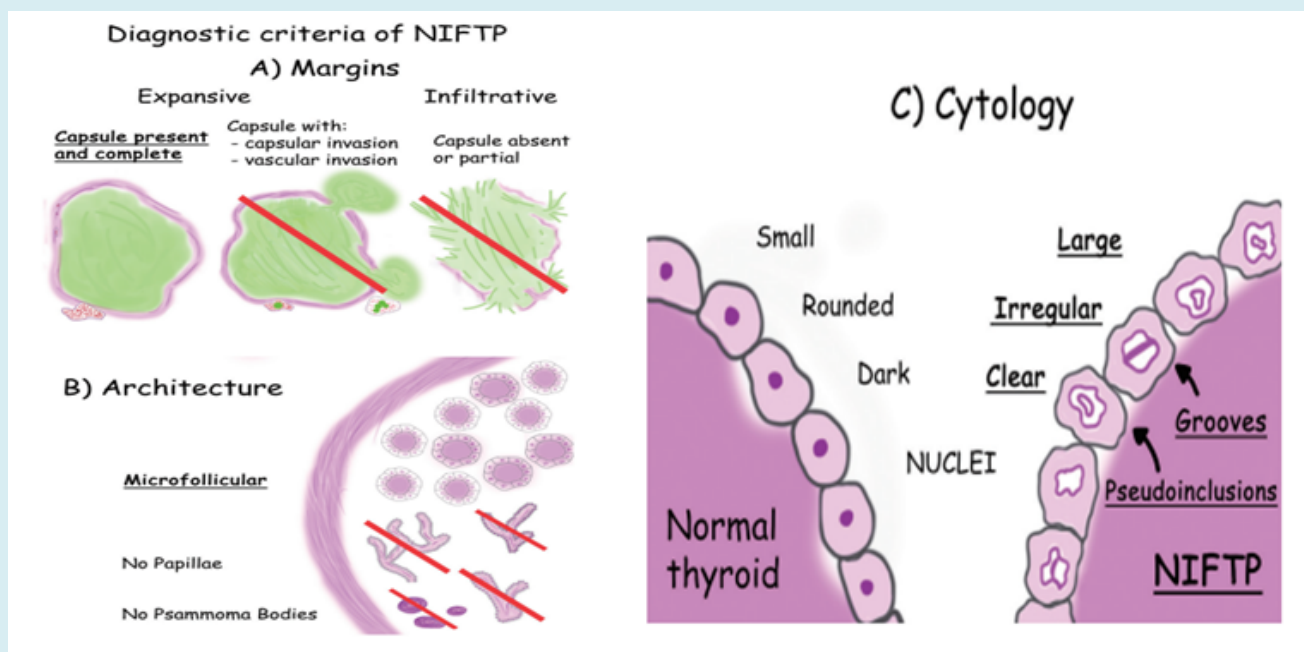 Diagnostic criteria of NIFTP
A) Margins
Expansive
Infiltrative
Capsule present
and complete
Capsule with:
- capsular invasion
- vascular invasion
Capsule absent
or partial
B) Architecture
Microfollicular
No Papillae
No Psammoma Bodies
C) Cytology
Small
Rounded
Dark
NUCLEI
Normal
thyroid
Large
Irregular
Clear
Grooves
Pseudoinclusions
NIFTP